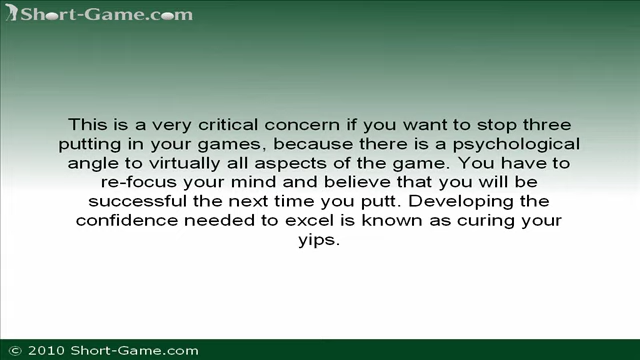 Short-Game.com
This is a very critical concern if you want to stop three
putting in your games, because there is a psychological
angle to virtually all aspects of the game. You have to
re-focus your mind and believe that you will be
successful the next time you putt. Developing the
confidence needed to excel is known as curing your
yips.
© 2010 Short-Game.com